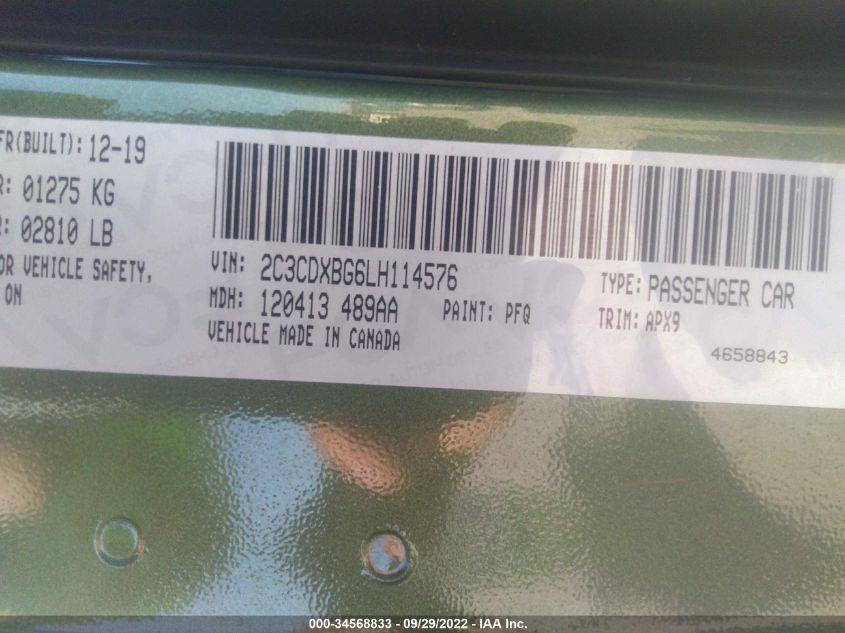 FR(BUILT): 12-19
R: 01275 KG
R: 02810 LB
OR VEHICLE SAFETY,
ON
VIN: 2C3CDXBG6LH114576
MDH: 120413 489AA
PAINT: PFQ
VEHICLE MADE IN CANADA
TYPE: PASSENGER CAR
TRIM: APX9
4658843
000-34568833 - 09/29/2022 - IAA Inc.